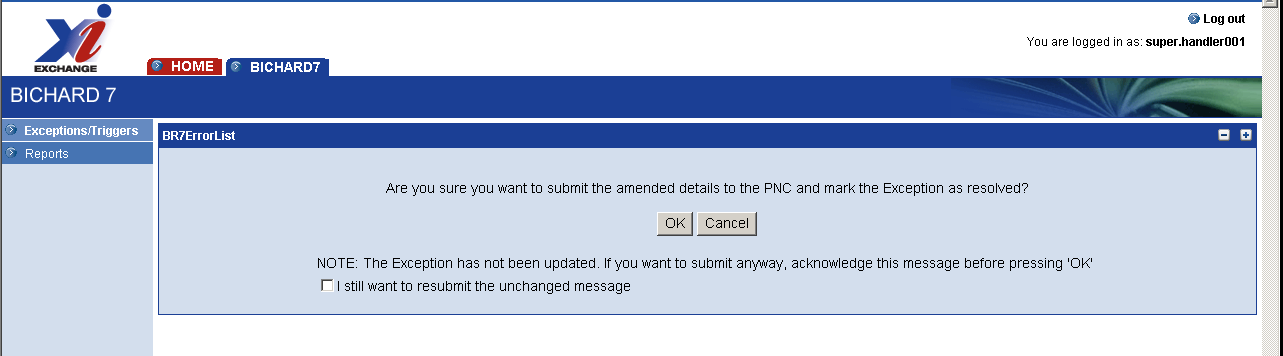 Xi
EXCHANGE
Log out
You are logged in as: super.handler001
HOME
BICHARD7
BICHARD 7
Exceptions/Triggers
Reports
BR7ErrorList
Are you sure you want to submit the amended details to the PNC and mark the Exception as resolved?
OK Cancel
NOTE: The Exception has not been updated. If you want to submit anyway, acknowledge this message before pressing 'OK'
I still want to resubmit the unchanged message